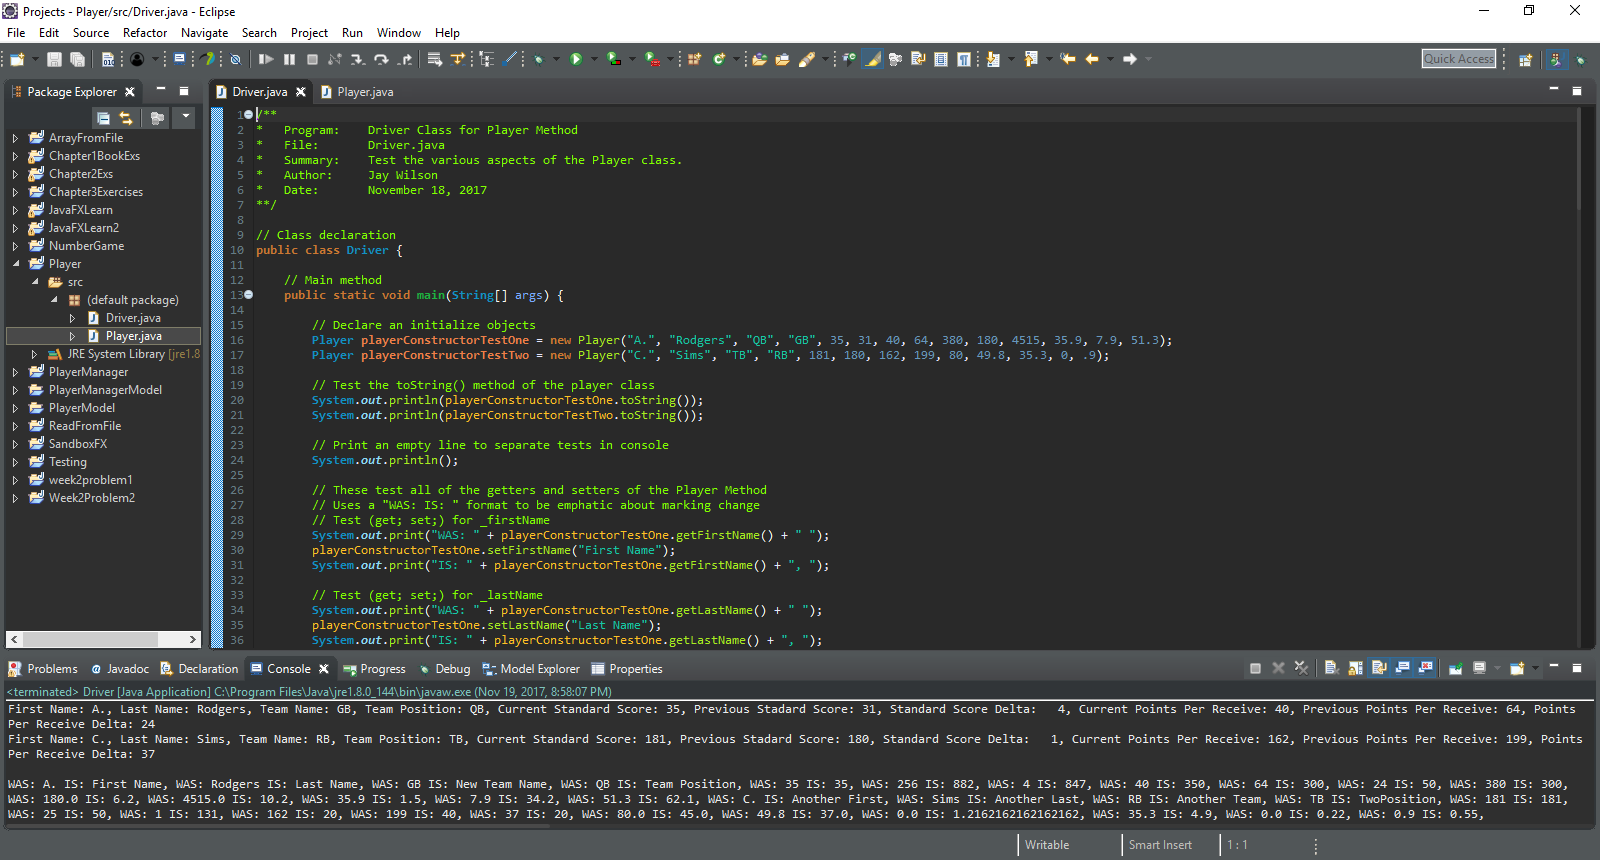 Projects - Player/src/Driver.java - Eclipse
File Edit Source Refactor Navigate Search Project Run Window Help
Quick Access
Package Explorer
Driver.java
Player.java
ArrayFromFile
Chapter1BookExs
Chapter2Exs
Chapter3Exercises
JavaFXLearn
JavaFXLearn2
NumberGame
Player
src
(default package)
Driver.java
Player.java
JRE System Library [jre1.8
PlayerManager
PlayerManagerModel
PlayerModel
ReadFromFile
SandboxFX
Testing
week2problem1
Week2Problem2
1 /**
2 *   Program:    Driver Class for Player Method
3 *   File:       Driver.java
4 *   Summary:    Test the various aspects of the Player class.
5 *   Author:     Jay Wilson
6 *   Date:       November 18, 2017
7 **/
8
9 // Class declaration
10 public class Driver {
11
12     // Main method
13     public static void main(String[] args) {
14
15         // Declare an initialize objects
16         Player playerConstructorTestOne = new Player("A.", "Rodgers", "QB", "GB", 35, 31, 40, 64, 380, 180, 4515, 35.9, 7.9, 51.3);
17         Player playerConstructorTestTwo = new Player("C.", "Sims", "TB", "RB", 181, 180, 162, 199, 80, 49.8, 35.3, 0, .9);
18
19         // Test the toString() method of the player class
20         System.out.println(playerConstructorTestOne.toString());
21         System.out.println(playerConstructorTestTwo.toString());
22
23         // Print an empty line to separate tests in console
24         System.out.println();
25
26         // These test all of the getters and setters of the Player Method
27         // Uses a "WAS: IS: " format to be emphatic about marking change
28         // Test (get; set;) for _firstName
29         System.out.print("WAS: " + playerConstructorTestOne.getFirstName() + " ");
30         playerConstructorTestOne.setFirstName("First Name");
31         System.out.print("IS: " + playerConstructorTestOne.getFirstName() + ", ");
32
33         // Test (get; set;) for _lastName
34         System.out.print("WAS: " + playerConstructorTestOne.getLastName() + " ");
35         playerConstructorTestOne.setLastName("Last Name");
36         System.out.print("IS: " + playerConstructorTestOne.getLastName() + ", ");
Problems Javadoc Declaration Console Progress Debug Model Explorer Properties
<terminated> Driver [Java Application] C:\Program Files\Java\jre1.8.0_144\bin\javaw.exe (Nov 19, 2017, 8:58:07 PM)
First Name: A., Last Name: Rodgers, Team Name: GB, Team Position: QB, Current Standard Score: 35, Previous Stadard Score: 31, Standard Score Delta:   4, Current Points Per Receive: 40, Previous Points Per Receive: 64, Points
Per Receive Delta: 24
First Name: C., Last Name: Sims, Team Name: RB, Team Position: TB, Current Standard Score: 181, Previous Stadard Score: 180, Standard Score Delta:   1, Current Points Per Receive: 162, Previous Points Per Receive: 199, Points
Per Receive Delta: 37
WAS: A. IS: First Name, WAS: Rodgers IS: Last Name, WAS: GB IS: New Team Name, WAS: QB IS: Team Position, WAS: 35 IS: 35, WAS: 256 IS: 882, WAS: 4 IS: 847, WAS: 40 IS: 350, WAS: 64 IS: 300, WAS: 24 IS: 50, WAS: 380 IS: 300,
WAS: 180.0 IS: 6.2, WAS: 4515.0 IS: 10.2, WAS: 35.9 IS: 1.5, WAS: 7.9 IS: 34.2, WAS: 51.3 IS: 62.1, WAS: C. IS: Another First, WAS: Sims IS: Another Last, WAS: RB IS: Another Team, WAS: TB IS: TwoPosition, WAS: 181 IS: 181,
WAS: 25 IS: 50, WAS: 1 IS: 131, WAS: 162 IS: 20, WAS: 199 IS: 40, WAS: 37 IS: 20, WAS: 80.0 IS: 45.0, WAS: 49.8 IS: 37.0, WAS: 0.0 IS: 1.2162162162162162, WAS: 35.3 IS: 4.9, WAS: 0.0 IS: 0.22, WAS: 0.9 IS: 0.55,
Writable Smart Insert 1 : 1